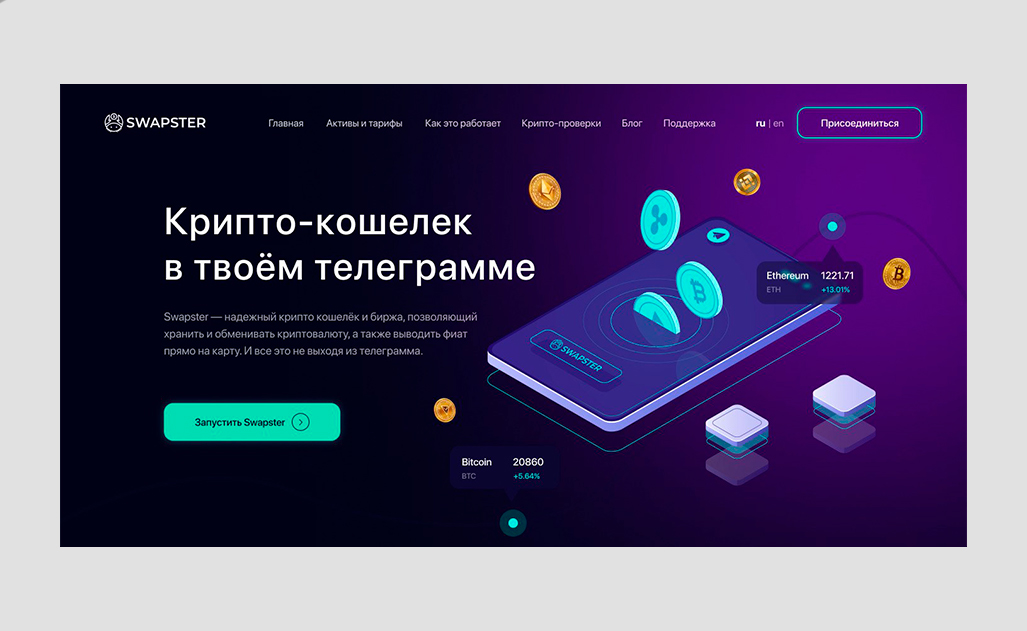 SWAPSTER
Главная
Активы и тарифы
Как это работает
Крипто-проверки
Блог
Поддержка
ru | en
Присоединиться
Крипто-кошелек
в твоём телеграмме
Swapster — надежный крипто кошелёк и биржа, позволяющий
хранить и обменивать криптовалюту, а также выводить фиат
прямо на карту. И все это не выходя из телеграмма.
Запустить Swapster
SWAPSTER
Ethereum 1221.71
ETH +13.01%
Bitcoin 20860
BTC +5.64%